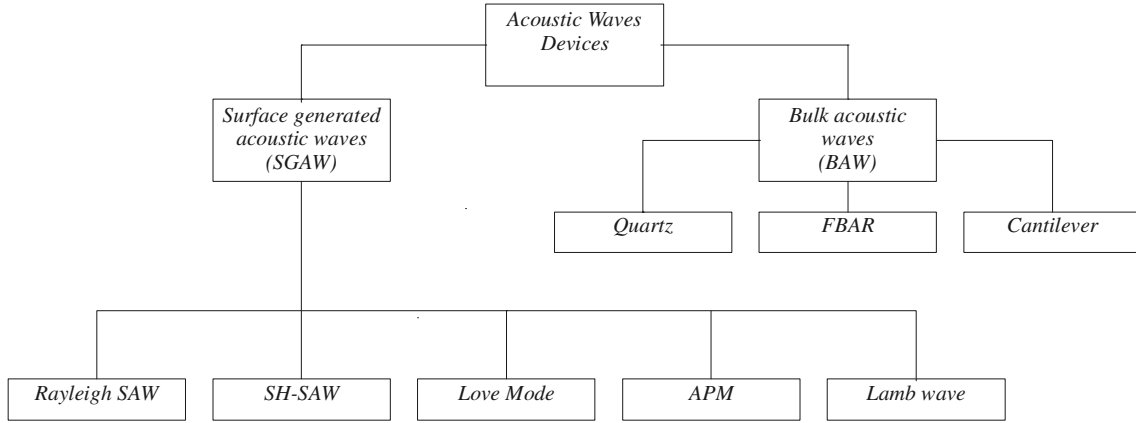 Acoustic Waves
Devices
Surface generated
acoustic waves
(SGAW)
Bulk acoustic
waves
(BAW)
Quartz
FBAR
Cantilever
Rayleigh SAW
SH-SAW
Love Mode
APM
Lamb wave